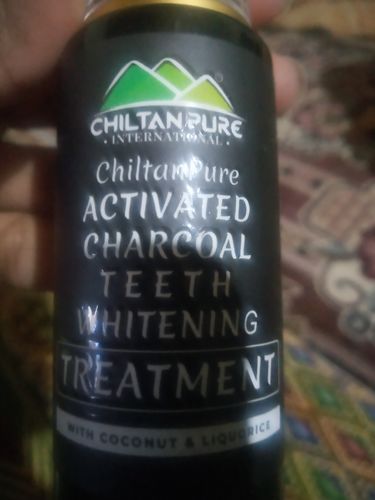 ®
CHILTANPURE
• INTERNATIONAL •
ChiltanPure
ACTIVATED
CHARCOAL
TEETH
WHITENING
TREATMENT
WITH COCONUT & LIQUORICE